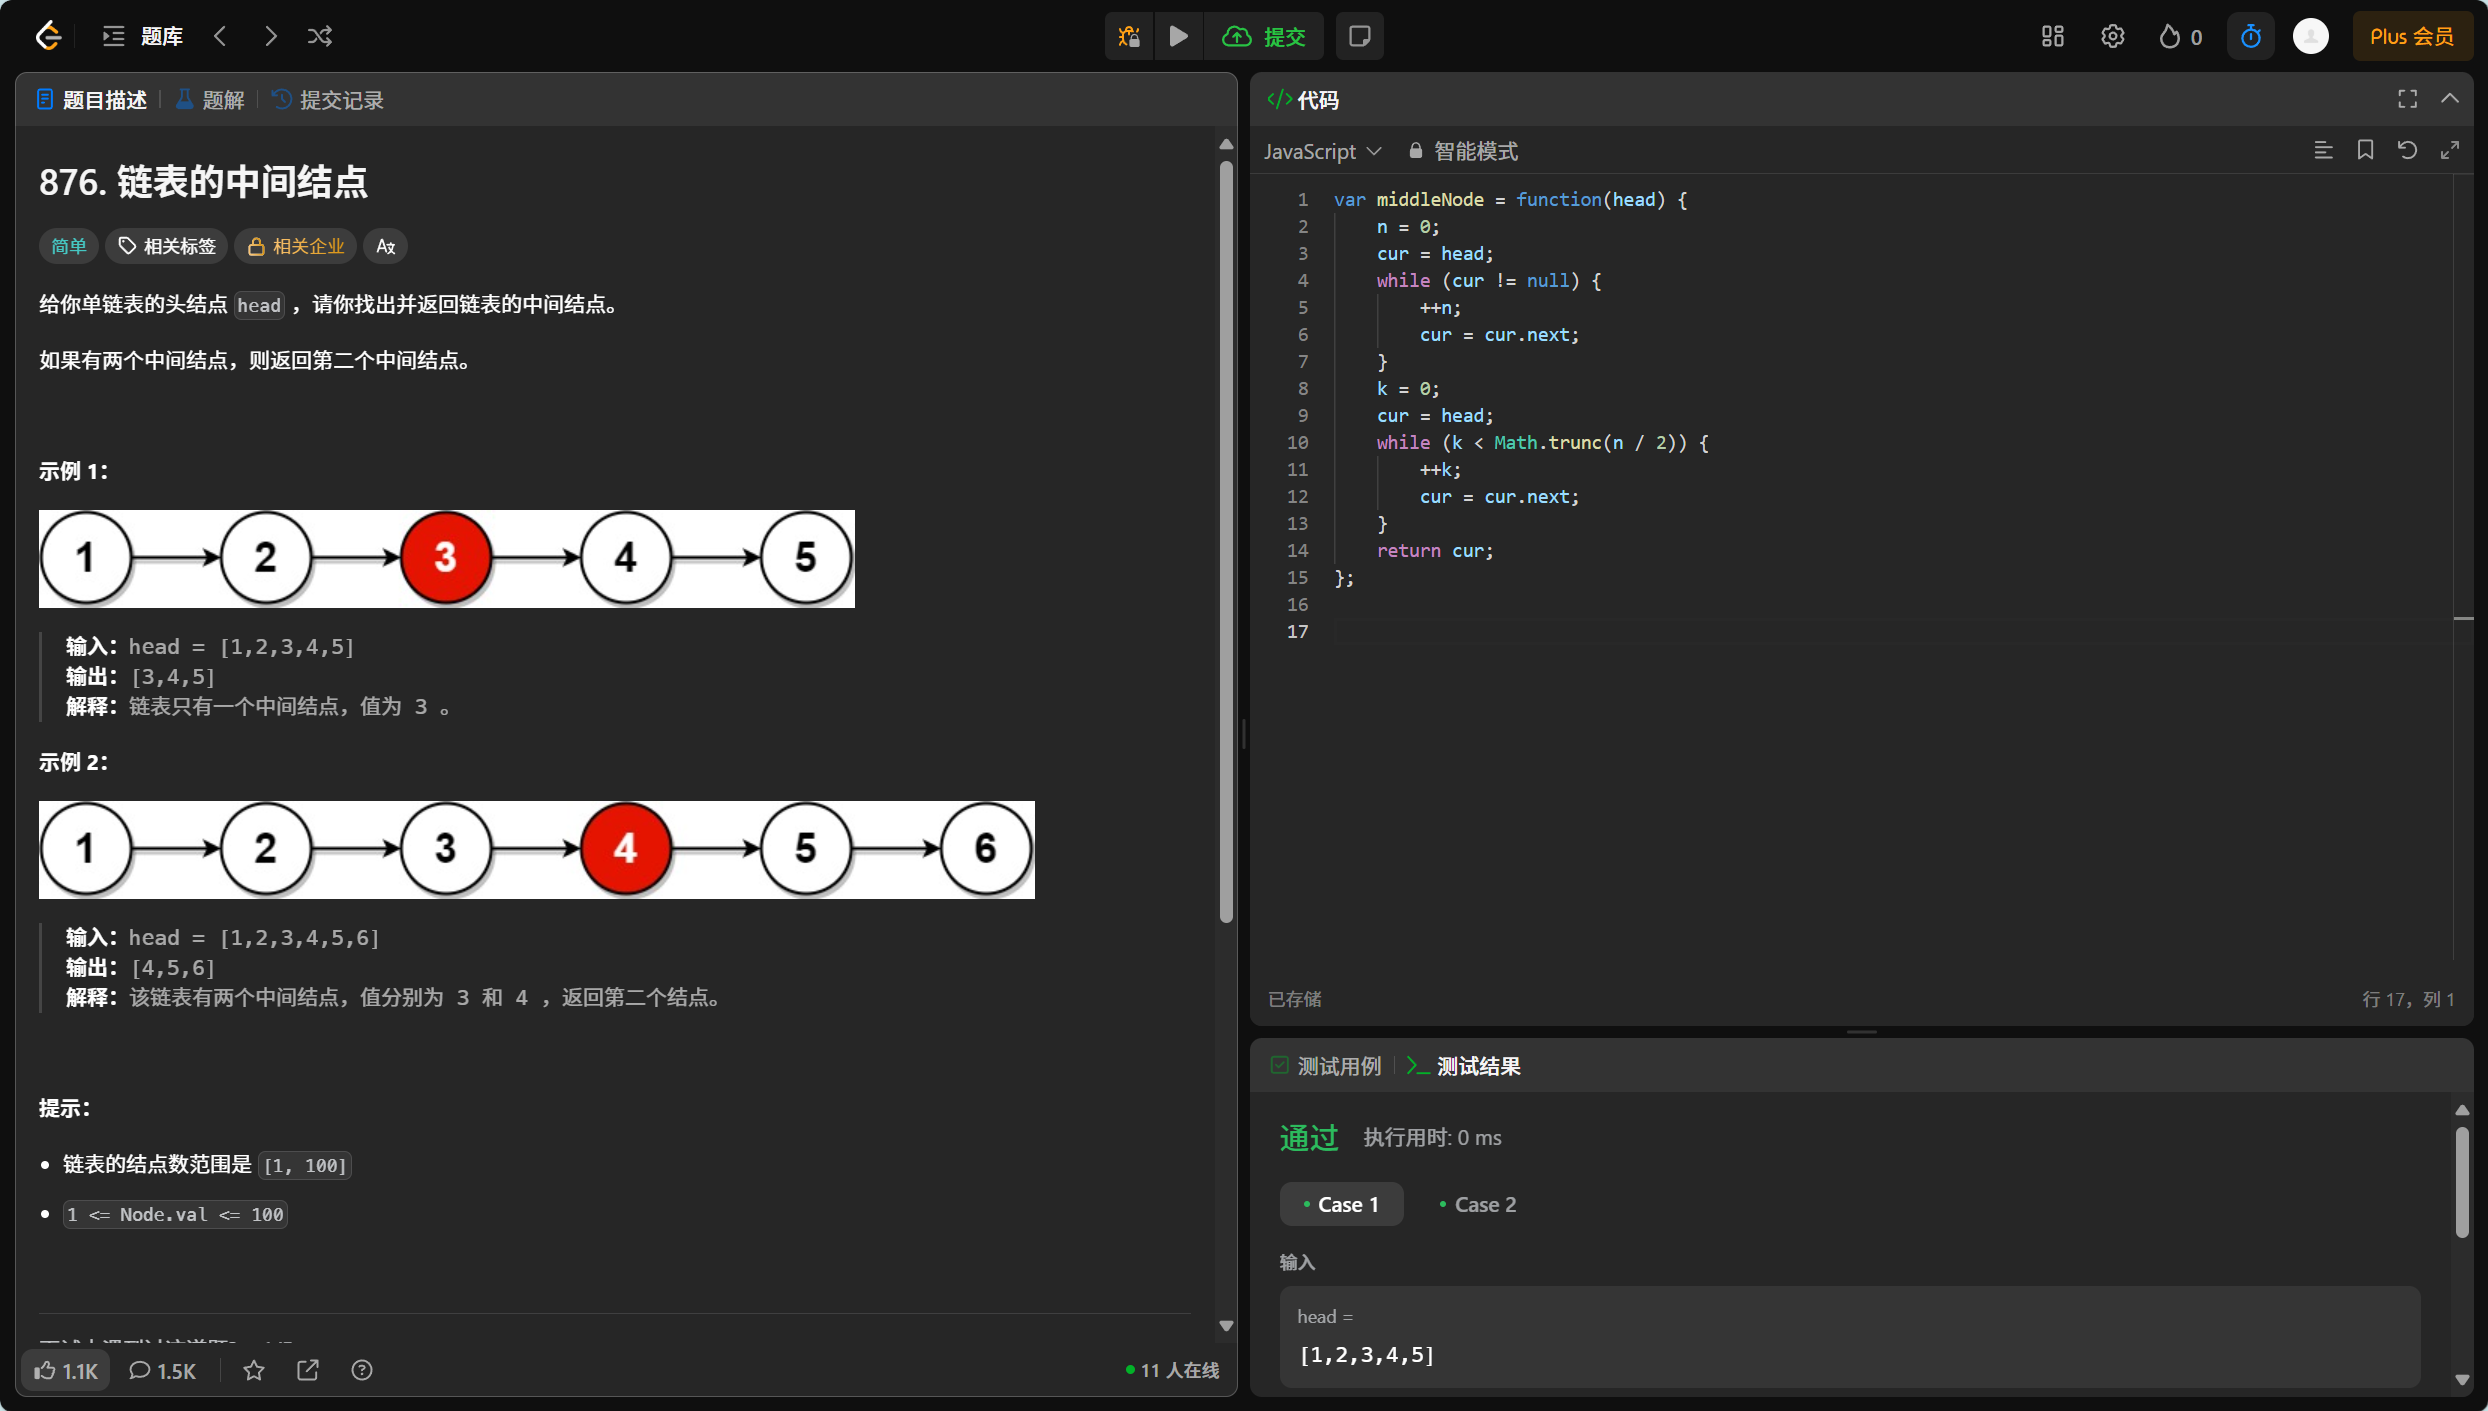 题库
提交
0
Plus 会员
题目描述
题解
提交记录
876. 链表的中间结点
简单
相关标签
相关企业
给你单链表的头结点 head ，请你找出并返回链表的中间结点。
如果有两个中间结点，则返回第二个中间结点。
示例 1：
1 2 3 4 5
输入：head = [1,2,3,4,5]
输出：[3,4,5]
解释：链表只有一个中间结点，值为 3 。
示例 2：
1 2 3 4 5 6
输入：head = [1,2,3,4,5,6]
输出：[4,5,6]
解释：该链表有两个中间结点，值分别为 3 和 4 ，返回第二个结点。
提示：
链表的结点数范围是 [1, 100]
1 <= Node.val <= 100
1.1K
1.5K
11 人在线
代码
JavaScript
智能模式
1 var middleNode = function(head) {
2 n = 0;
3 cur = head;
4 while (cur != null) {
5 ++n;
6 cur = cur.next;
7 }
8 k = 0;
9 cur = head;
10 while (k < Math.trunc(n / 2)) {
11 ++k;
12 cur = cur.next;
13 }
14 return cur;
15 };
16
17
已存储
行 17，列 1
测试用例
测试结果
通过
执行用时: 0 ms
Case 1
Case 2
输入
head =
[1,2,3,4,5]